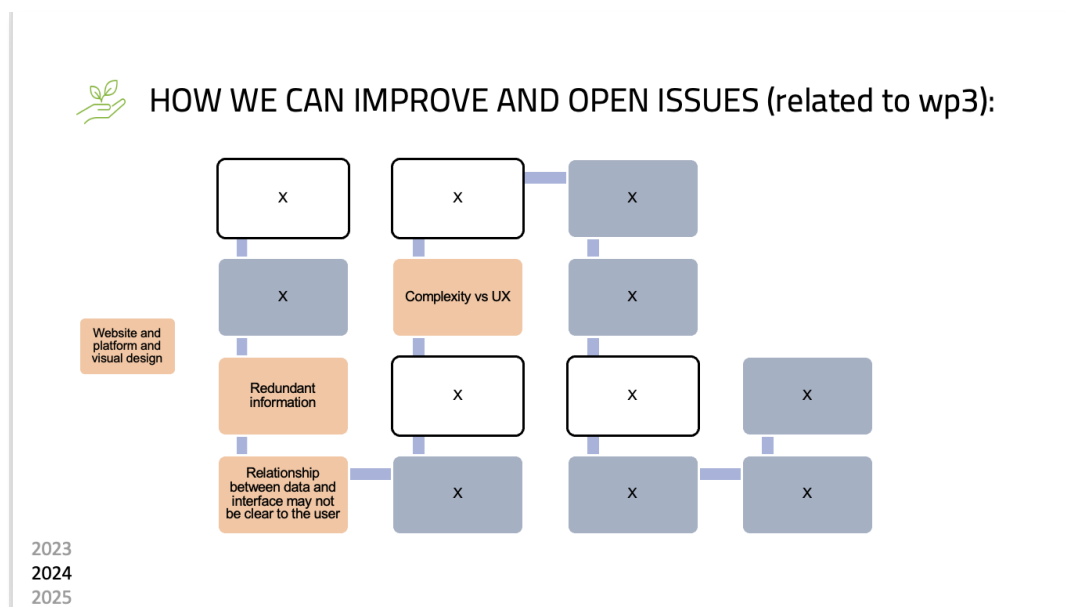 HOW WE CAN IMPROVE AND OPEN ISSUES (related to wp3):
X
X
X
X
Complexity vs UX
X
Website and
platform and
visual design
Redundant
information
X
X
X
Relationship
between data and
interface may not
be clear to the user
X
X
X
2023
2024
2025